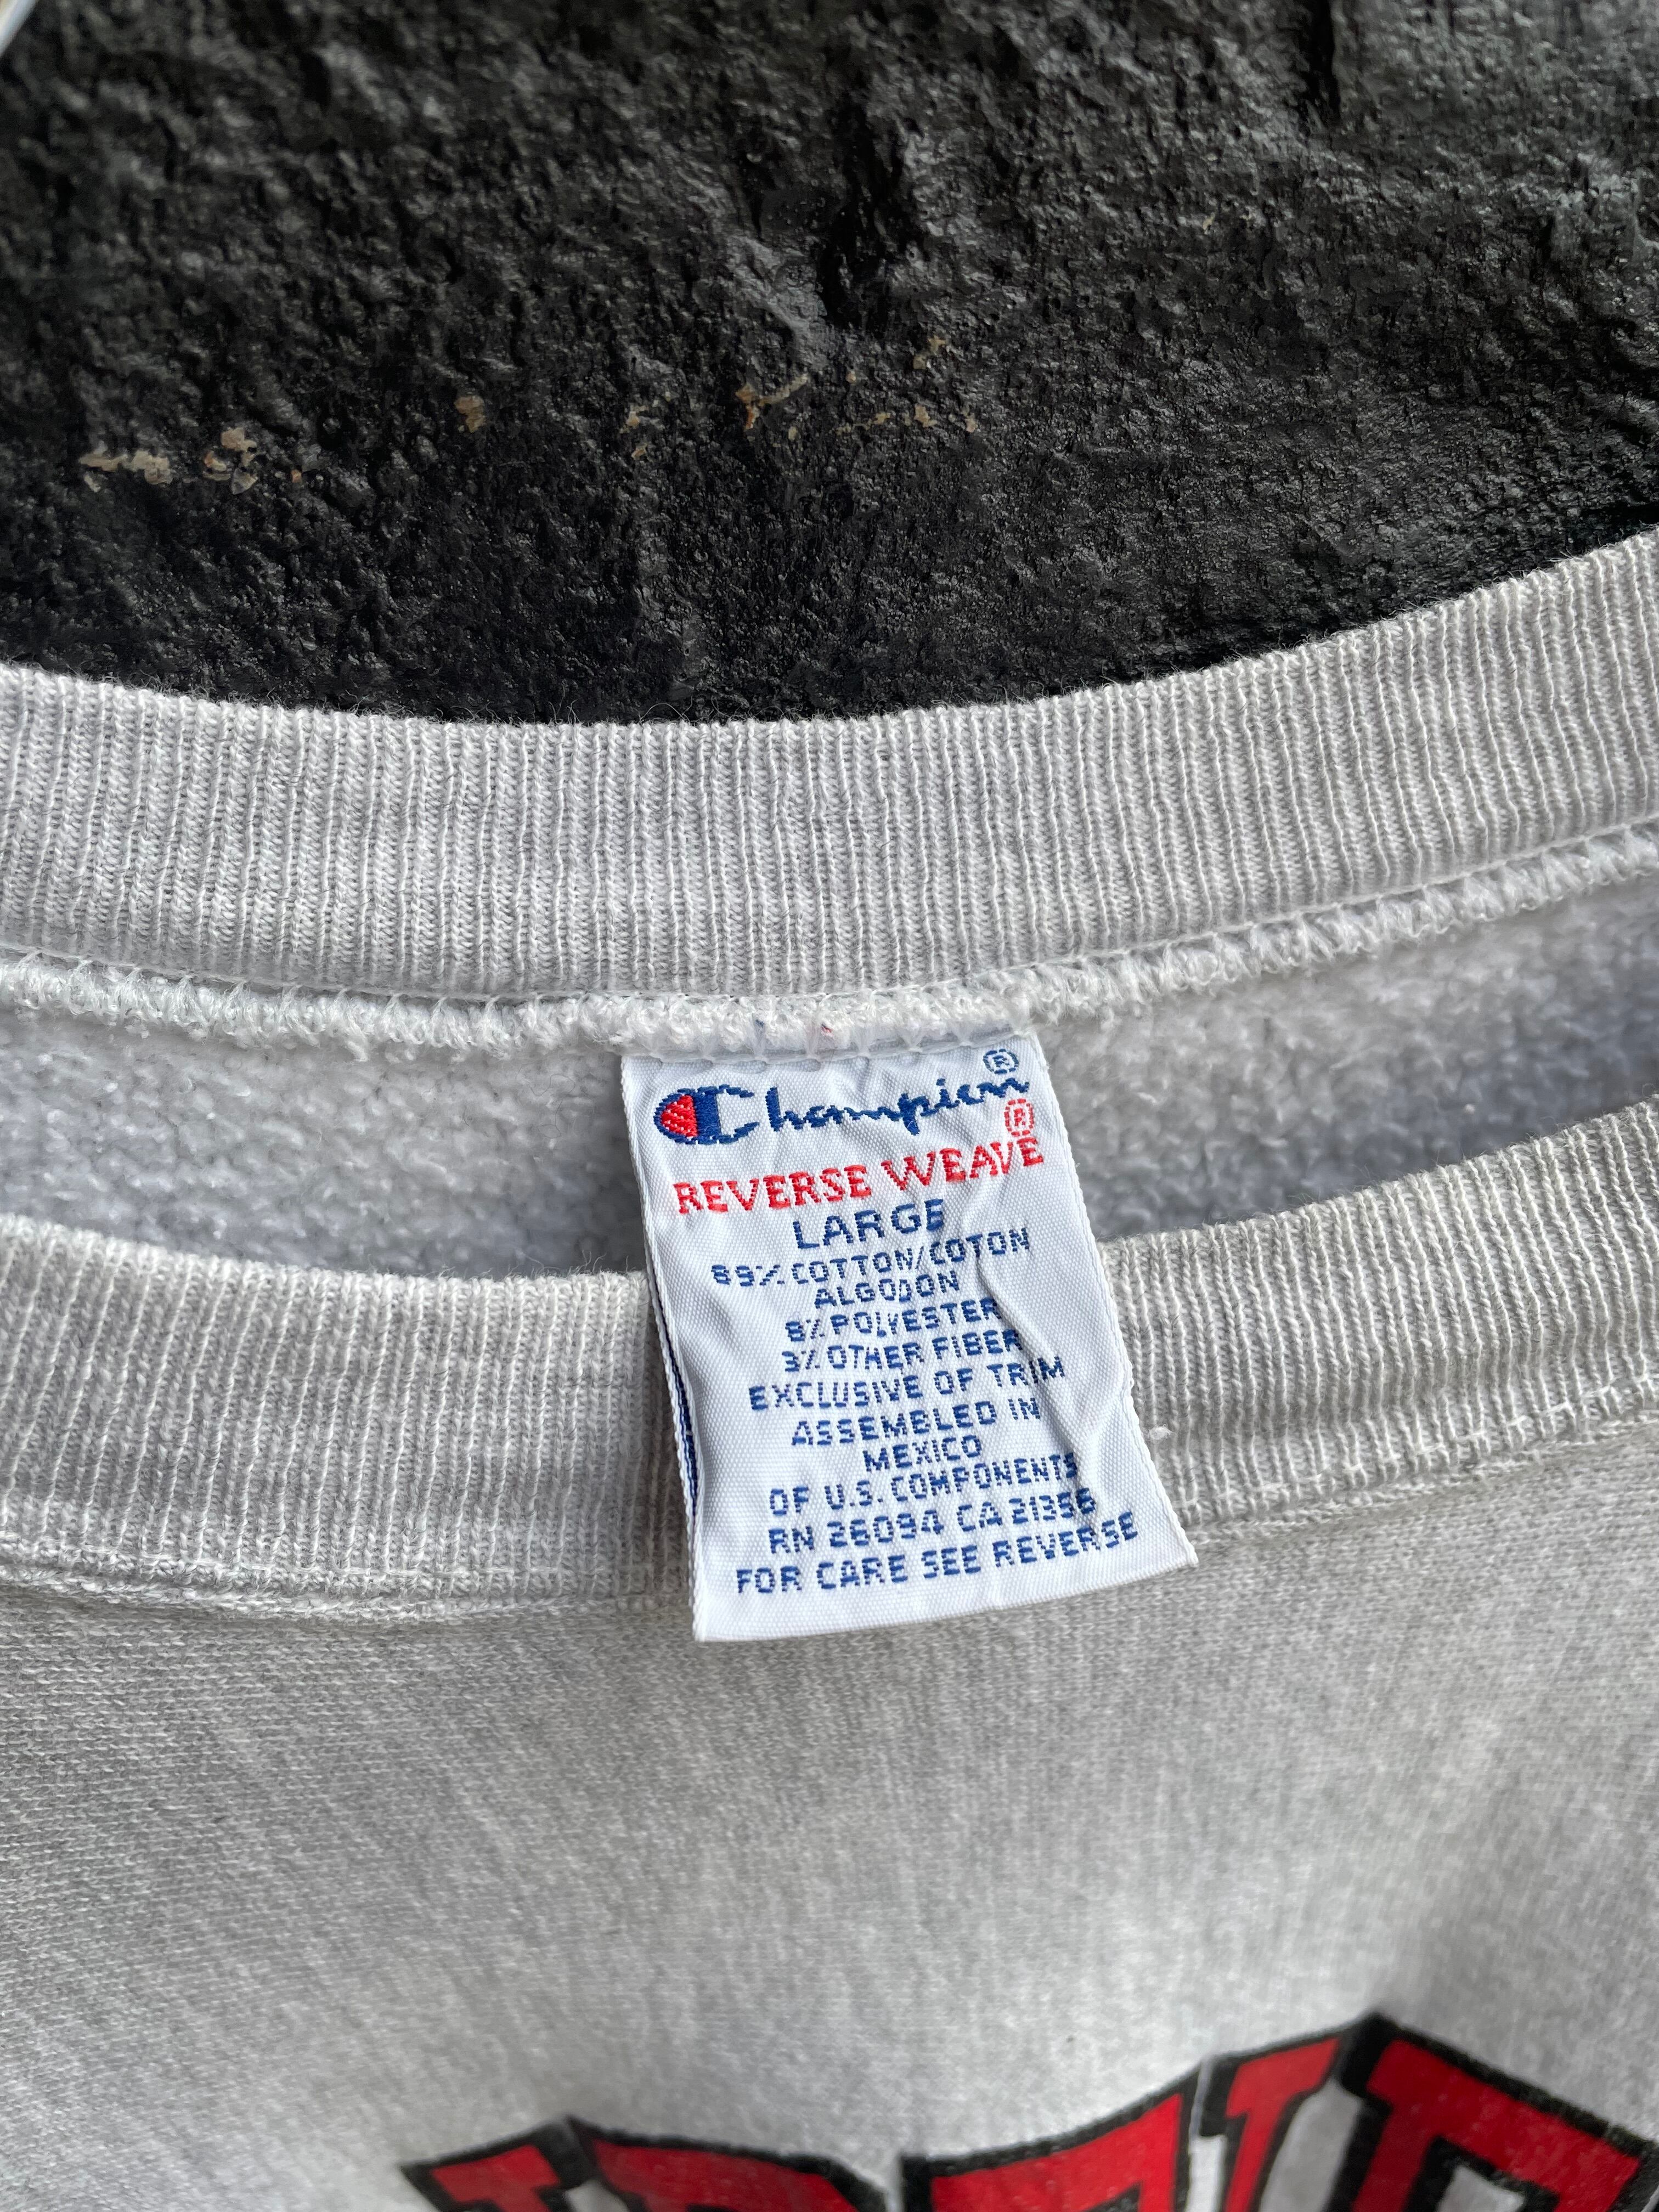 Champion®
®
REVERSE WEAVE
LARGE
89% COTTON/COTON
ALGODON
8% POLYESTER
3% OTHER FIBER
EXCLUSIVE OF TRIM
ASSEMBLED IN
MEXICO
OF U.S. COMPONENTS
RN 26094 CA 21356
FOR CARE SEE REVERSE